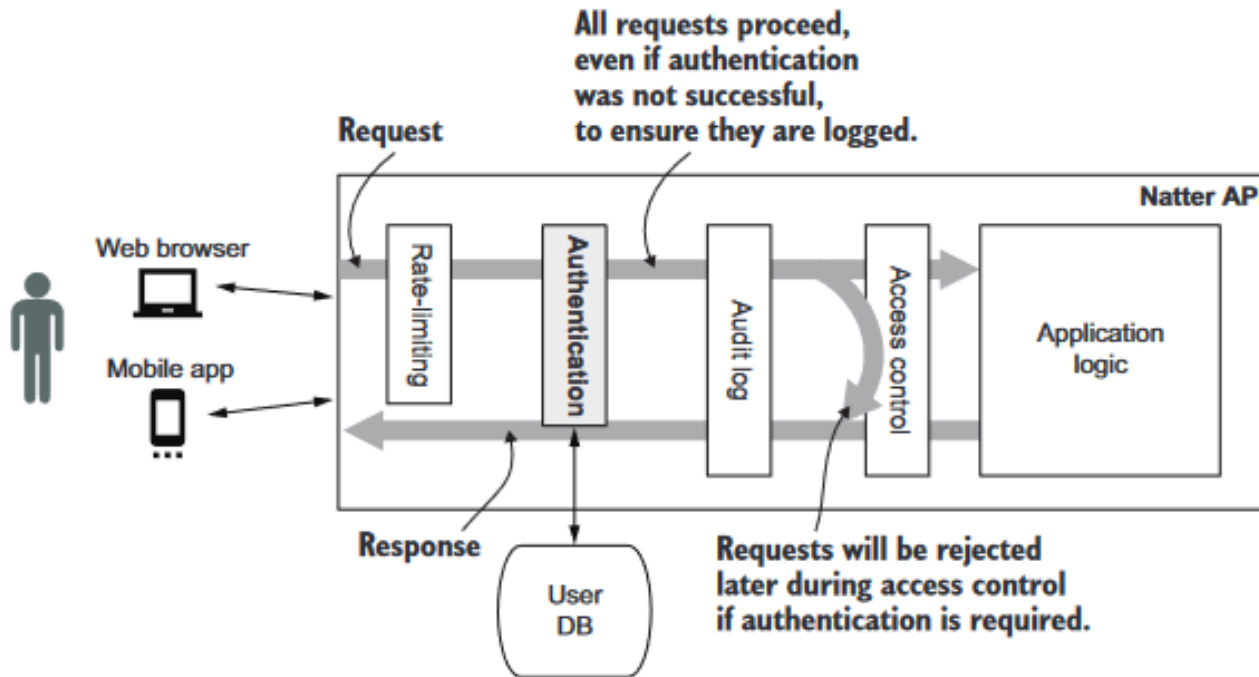 All requests proceed,
even if authentication
was not successful,
to ensure they are logged.
Request
Natter AP
Web browser
Mobile app
Rate-limiting
Authentication
Audit log
Access control
Application
logic
Response
User
DB
Requests will be rejected
later during access control
if authentication is required.